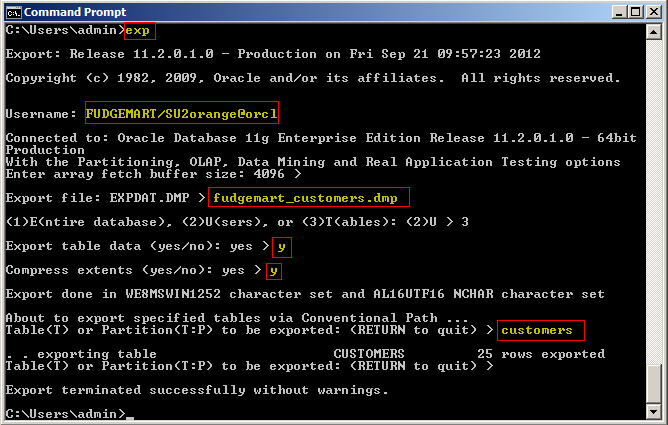 Command Prompt
C:\Users\admin>exp
Export: Release 11.2.0.1.0 - Production on Fri Sep 21 09:57:23 2012
Copyright (c) 1982, 2009, Oracle and/or its affiliates.  All rights reserved.
Username: FUDGEMART/SU2orange@orcl
Connected to: Oracle Database 11g Enterprise Edition Release 11.2.0.1.0 - 64bit
Production
With the Partitioning, OLAP, Data Mining and Real Application Testing options
Enter array fetch buffer size: 4096 >
Export file: EXPDAT.DMP > fudgemart_customers.dmp
(1)E(ntire database), (2)U(sers), or (3)T(ables): (2)U > 3
Export table data (yes/no): yes > y
Compress extents (yes/no): yes > y
Export done in WE8MSWIN1252 character set and AL16UTF16 NCHAR character set
About to export specified tables via Conventional Path ...
Table(T) or Partition(T:P) to be exported: (RETURN to quit) > customers
. . exporting table                      CUSTOMERS         25 rows exported
Table(T) or Partition(T:P) to be exported: (RETURN to quit) >
Export terminated successfully without warnings.
C:\Users\admin>_